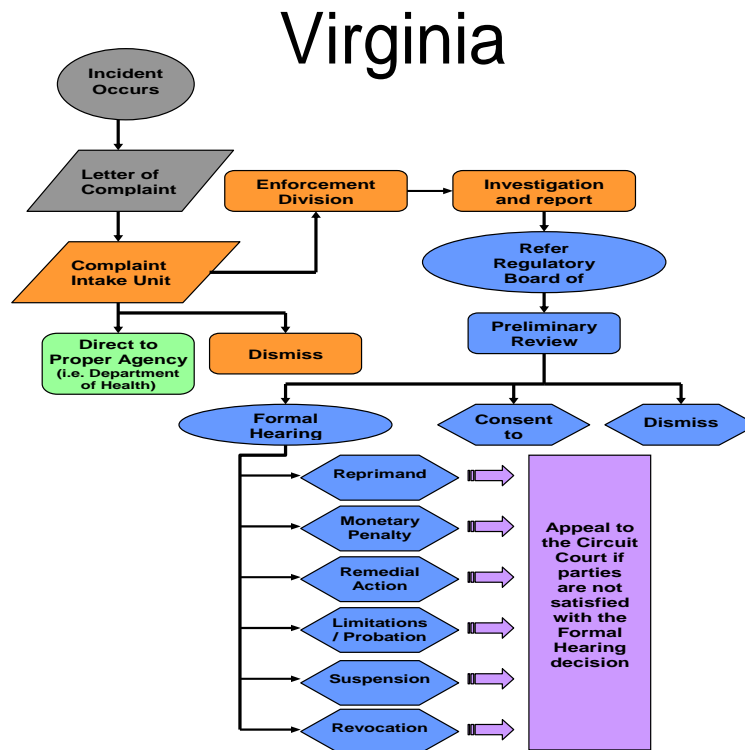 Virginia
Incident
Occurs
Letter of
Complaint
Enforcement
Division
Investigation
and report
Complaint
Intake Unit
Refer
Regulatory
Board of
Direct to
Proper Agency
(i.e. Department
of Health)
Dismiss
Preliminary
Review
Formal
Hearing
Consent
to
Dismiss
Reprimand
Monetary
Penalty
Remedial
Action
Limitations
/ Probation
Suspension
Revocation
Appeal to
the Circuit
Court if
parties
are not
satisfied
with the
Formal
Hearing
decision